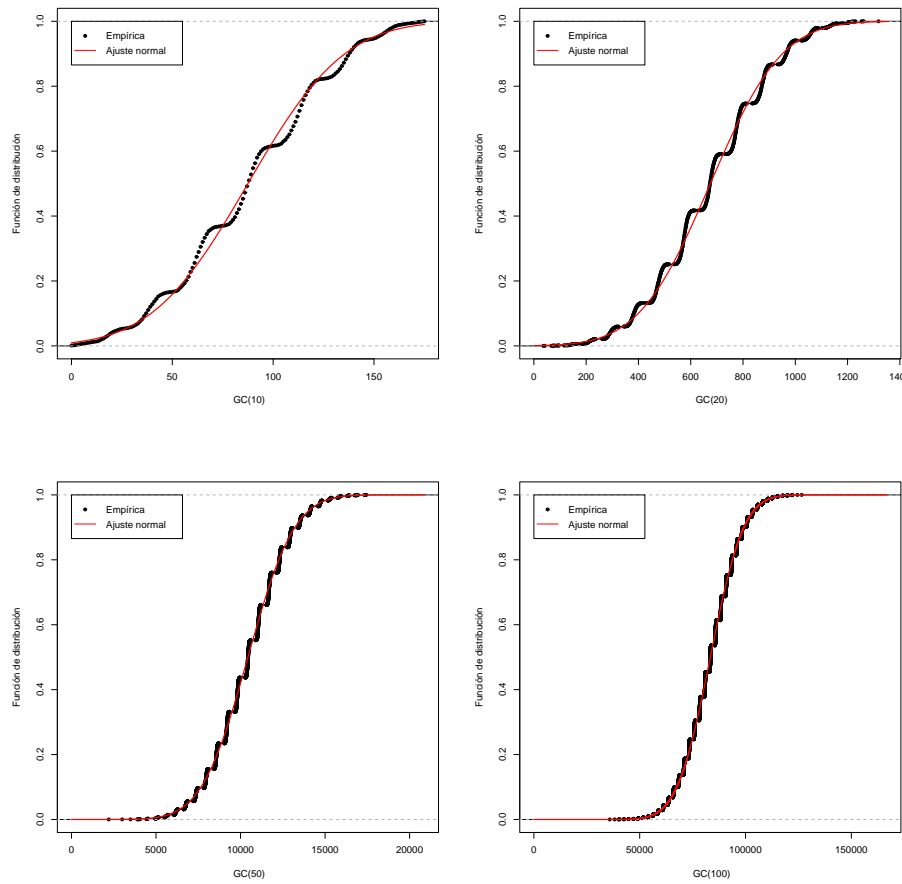 Empírica
Ajuste normal
Función de distribución
0.0 0.2 0.4 0.6 0.8 1.0
0 50 100 150
GC(10)
Empírica
Ajuste normal
Función de distribución
0.0 0.2 0.4 0.6 0.8 1.0
0 200 400 600 800 1000 1200
GC(20)
Empírica
Ajuste normal
Función de distribución
0.0 0.2 0.4 0.6 0.8 1.0
0 5000 10000 15000 20000
GC(50)
Empírica
Ajuste normal
Función de distribución
0.0 0.2 0.4 0.6 0.8 1.0
0 50000 100000 150000
GC(100)